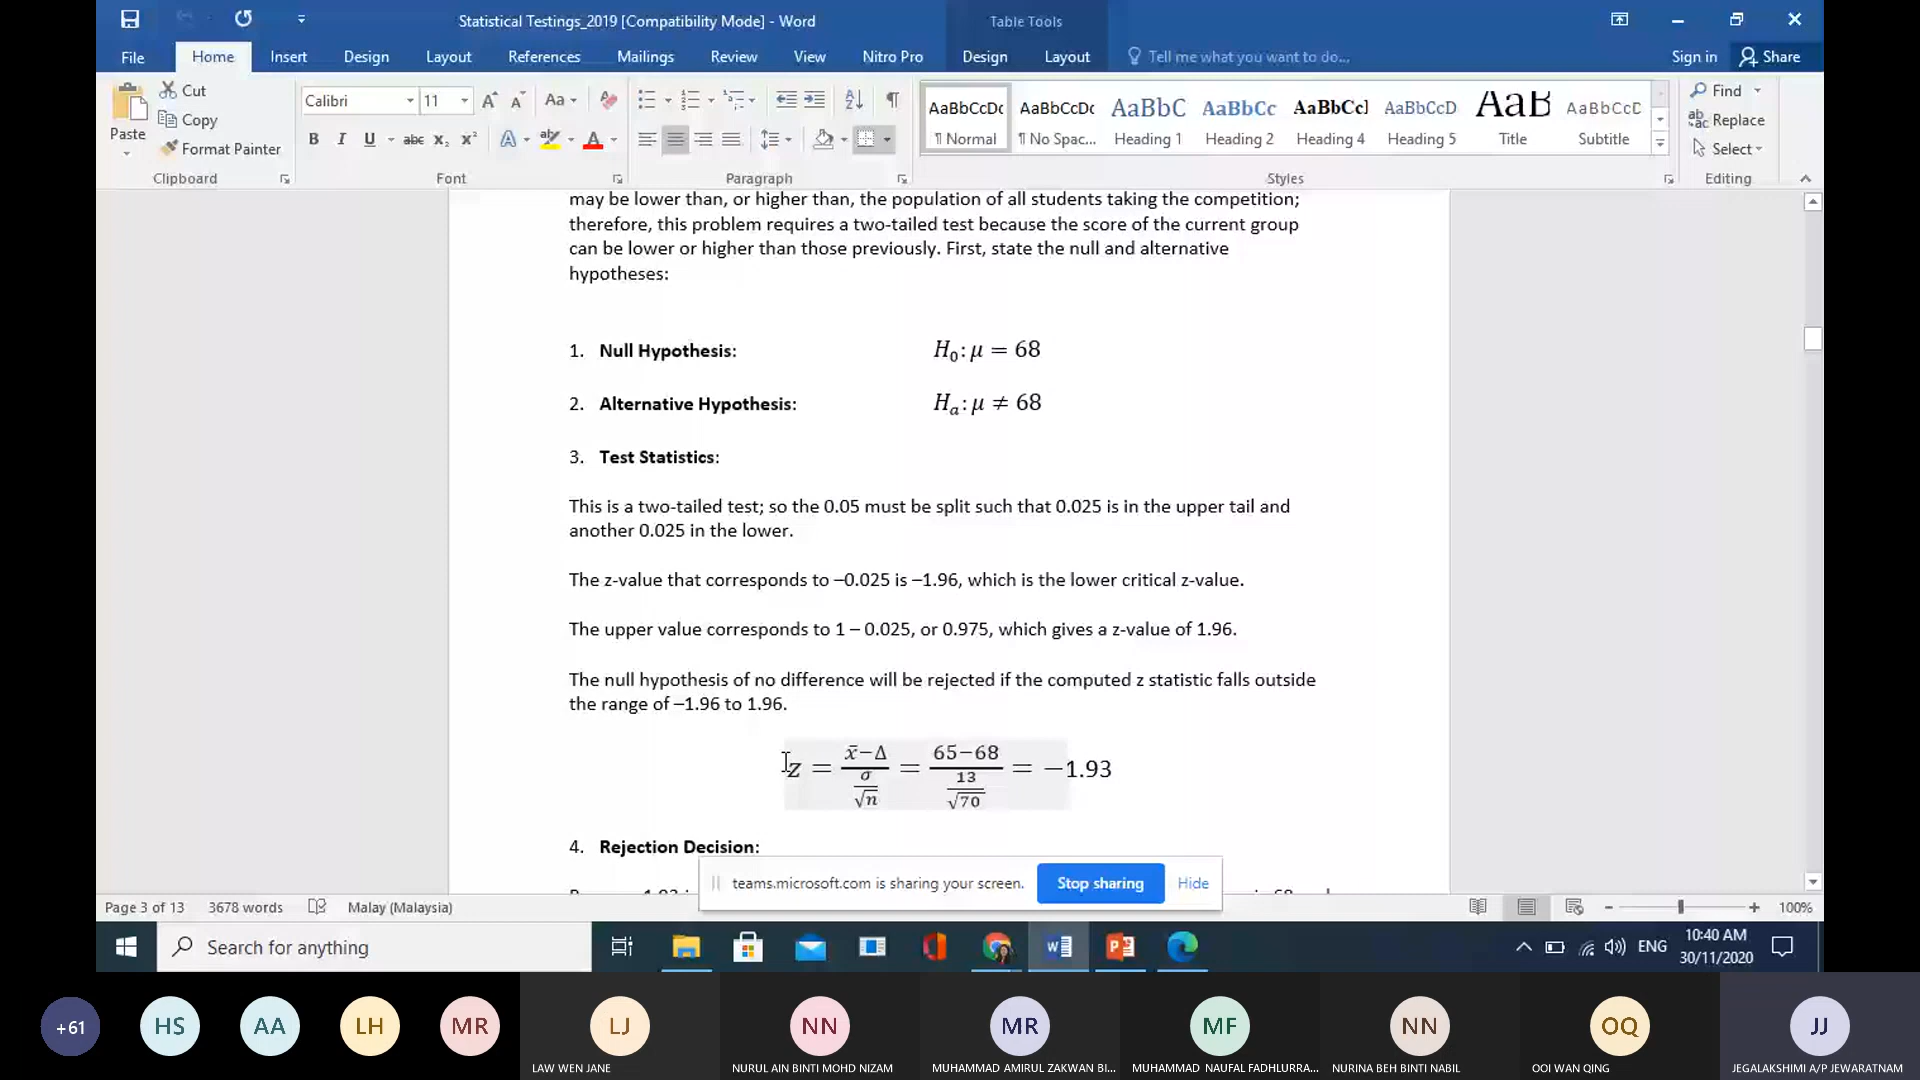 Statistical Testings_2019 [Compatibility Mode] - Word
Table Tools
File Home Insert Design Layout References Mailings Review View Nitro Pro Design Layout Tell me what you want to do... Sign in Share
Paste
Cut
Copy
Format Painter
Calibri 11
B I U abc x₂ x²
AaBbCcDc AaBbCcDc AaBbC AaBbCc AaBbCcI AaBbCcD AaB AaBbCcC
¶ Normal ¶ No Spac... Heading 1 Heading 2 Heading 4 Heading 5 Title Subtitle
Find
Replace
Select
Clipboard Font Paragraph Styles Editing
may be lower than, or higher than, the population of all students taking the competition;
therefore, this problem requires a two-tailed test because the score of the current group
can be lower or higher than those previously. First, state the null and alternative
hypotheses:
1. Null Hypothesis: H₀: μ = 68
2. Alternative Hypothesis: Hₐ: μ ≠ 68
3. Test Statistics:
This is a two-tailed test; so the 0.05 must be split such that 0.025 is in the upper tail and
another 0.025 in the lower.
The z-value that corresponds to –0.025 is –1.96, which is the lower critical z-value.
The upper value corresponds to 1 – 0.025, or 0.975, which gives a z-value of 1.96.
The null hypothesis of no difference will be rejected if the computed z statistic falls outside
the range of –1.96 to 1.96.
z = (x̄−Δ)/(σ/√n) = (65−68)/(13/√70) = −1.93
4. Rejection Decision:
teams.microsoft.com is sharing your screen. Stop sharing Hide
Page 3 of 13 3678 words Malay (Malaysia) 100%
Search for anything
ENG
10:40 AM
30/11/2020
+61 HS AA LH MR LJ NN MR MF NN OQ JJ
LAW WEN JANE NURUL AIN BINTI MOHD NIZAM MUHAMMAD AMIRUL ZAKWAN BI... MUHAMMAD NAUFAL FADHLURRA... NURINA BEH BINTI NABIL OOI WAN QING JEGALAKSHIMI A/P JEWARATNAM